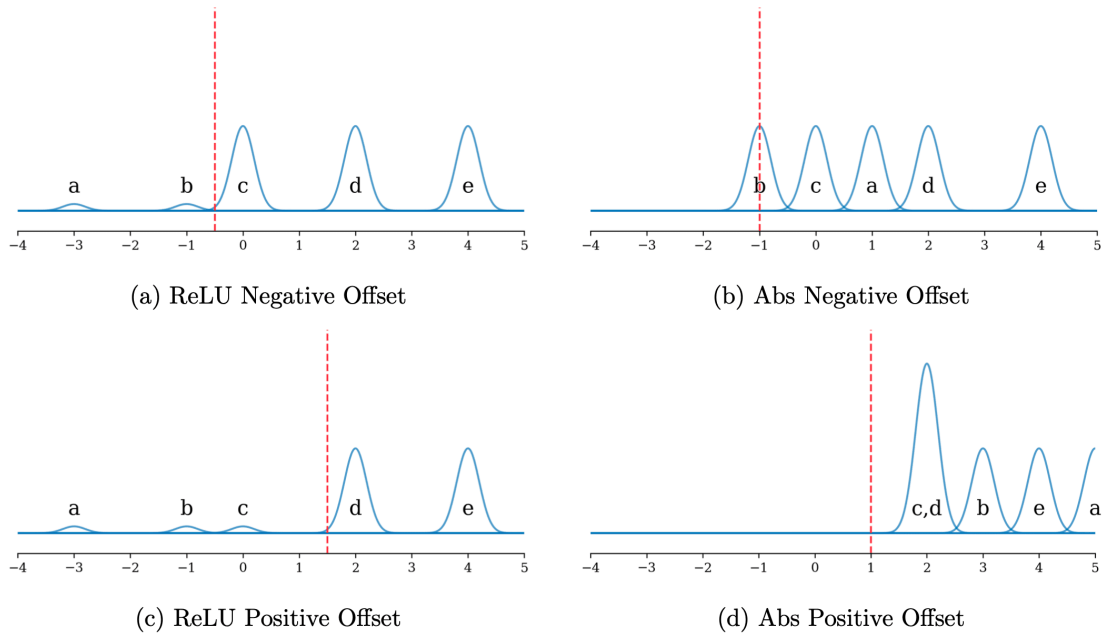 a b c d e
−4 −3 −2 −1 0 1 2 3 4 5
(a) ReLU Negative Offset
b c a d e
−4 −3 −2 −1 0 1 2 3 4 5
(b) Abs Negative Offset
a b c d e
−4 −3 −2 −1 0 1 2 3 4 5
(c) ReLU Positive Offset
c,d b e a
−4 −3 −2 −1 0 1 2 3 4 5
(d) Abs Positive Offset